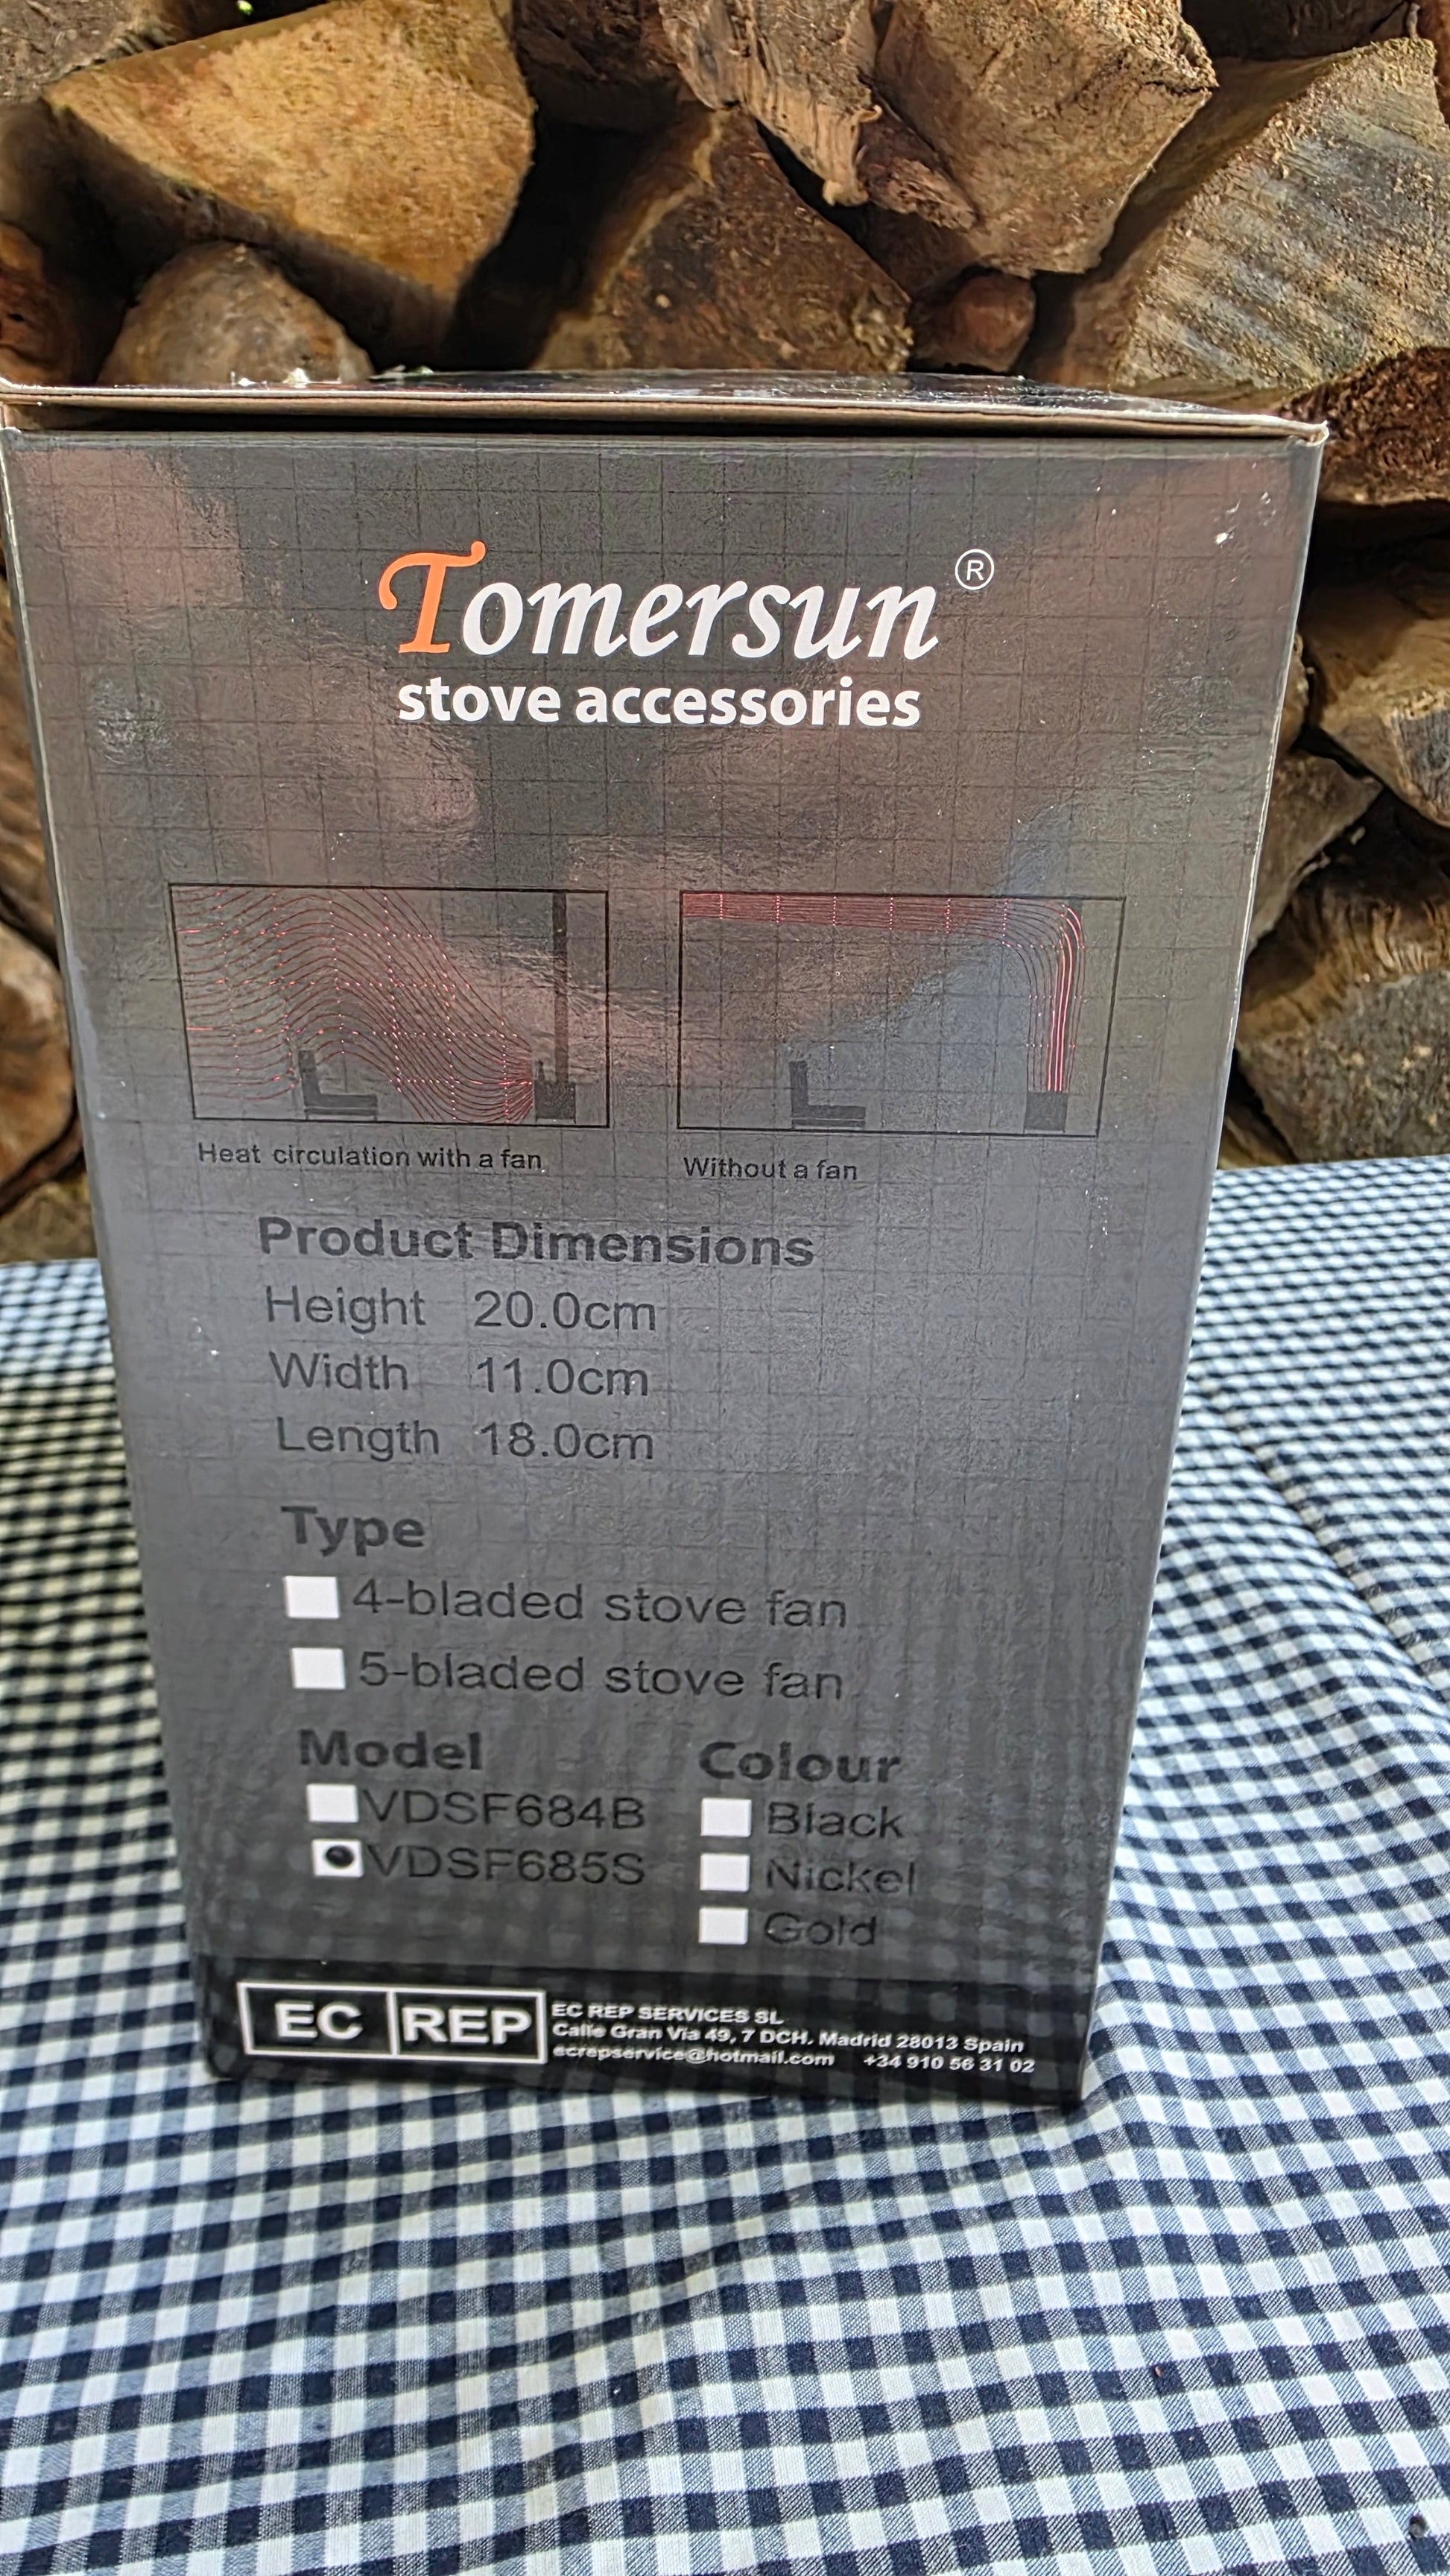 Tomersun®
stove accessories
Heat circulation with a fan
Without a fan
Product Dimensions
Height 20.0cm
Width 11.0cm
Length 18.0cm
Type
4-bladed stove fan
5-bladed stove fan
Model
VDSF684B
VDSF685S
Colour
Black
Nickel
Gold
EC REP
EC REP SERVICES SL
Calle Gran Via 49, 7 DCH. Madrid 28013 Spain
ecrepservice@hotmail.com +34 910 56 31 02